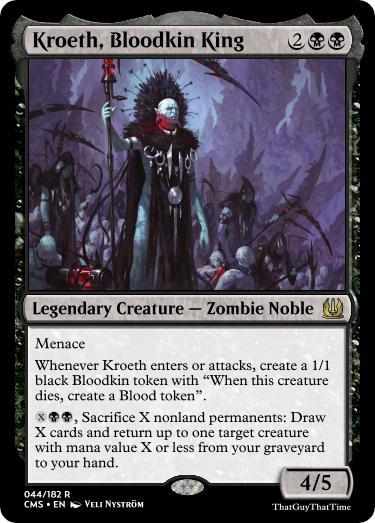 Kroeth, Bloodkin King 2
Legendary Creature — Zombie Noble
Menace
Whenever Kroeth enters or attacks, create a 1/1
black Bloodkin token with “When this creature
dies, create a Blood token”.
X, Sacrifice X nonland permanents: Draw
X cards and return up to one target creature
with mana value X or less from your graveyard
to your hand.
4/5
044/182 R
CMS • EN Veli Nyström
ThatGuyThatTime